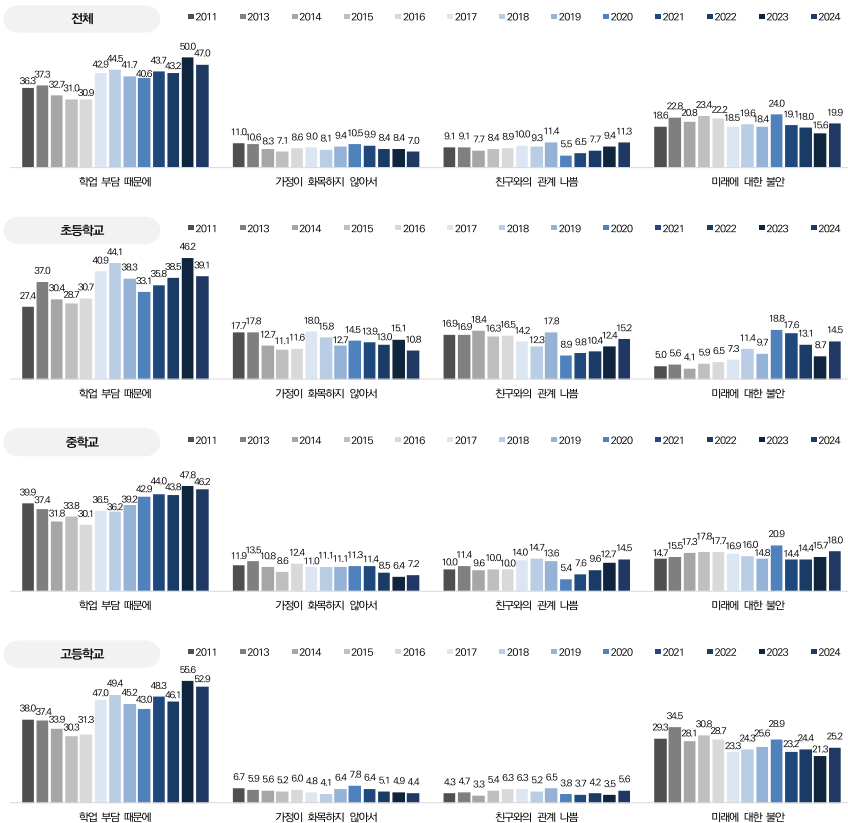 전체
2011 2013 2014 2015 2016 2017 2018 2019 2020 2021 2022 2023 2024
36.3 37.3 32.7 31.0 30.9 42.9 44.5 41.7 40.6 43.7 43.2 50.0 47.0
11.0 10.6 8.3 7.1 8.6 9.0 8.1 9.4 10.5 9.9 8.4 8.4 7.0
9.1 9.1 7.7 8.4 8.9 10.0 9.3 11.4 5.5 6.5 7.7 9.4 11.3
18.6 22.8 20.8 23.4 22.2 18.5 19.6 18.4 24.0 19.1 18.0 15.6 19.9
학업 부담 때문에 가정이 화목하지 않아서 친구와의 관계 나쁨 미래에 대한 불안
초등학교
2011 2013 2014 2015 2016 2017 2018 2019 2020 2021 2022 2023 2024
27.4 37.0 30.4 28.7 30.7 40.9 44.1 38.3 33.1 35.8 38.5 46.2 39.1
17.7 17.8 12.7 11.1 11.6 18.0 15.8 12.7 14.5 13.9 13.0 15.1 10.8
16.9 16.9 18.4 16.3 16.5 14.2 12.3 17.8 8.9 9.8 10.4 12.4 15.2
5.0 5.6 4.1 5.9 6.5 7.3 11.4 9.7 18.8 17.6 13.1 8.7 14.5
학업 부담 때문에 가정이 화목하지 않아서 친구와의 관계 나쁨 미래에 대한 불안
중학교
2011 2013 2014 2015 2016 2017 2018 2019 2020 2021 2022 2023 2024
39.9 37.4 31.8 33.8 30.1 36.5 36.2 39.2 42.9 44.0 43.8 47.8 46.2
11.9 13.5 10.8 8.6 12.4 11.0 11.1 11.1 11.3 11.4 8.5 6.4 7.2
10.0 11.4 9.6 10.0 10.0 14.0 14.7 13.6 5.4 7.6 9.6 12.7 14.5
14.7 15.5 17.3 17.8 17.7 16.9 16.0 14.8 20.9 14.4 14.4 15.7 18.0
학업 부담 때문에 가정이 화목하지 않아서 친구와의 관계 나쁨 미래에 대한 불안
고등학교
2011 2013 2014 2015 2016 2017 2018 2019 2020 2021 2022 2023 2024
38.0 37.4 33.9 30.3 31.3 47.0 49.4 45.2 43.0 48.3 46.1 55.6 52.9
6.7 5.9 5.6 5.2 6.0 4.8 4.1 6.4 7.8 6.4 5.1 4.9 4.4
4.3 4.7 3.3 5.4 6.3 6.3 5.2 6.5 3.8 3.7 4.2 3.5 5.6
29.3 34.5 28.1 30.8 28.7 23.3 24.3 25.6 28.9 23.2 24.4 21.3 25.2
학업 부담 때문에 가정이 화목하지 않아서 친구와의 관계 나쁨 미래에 대한 불안